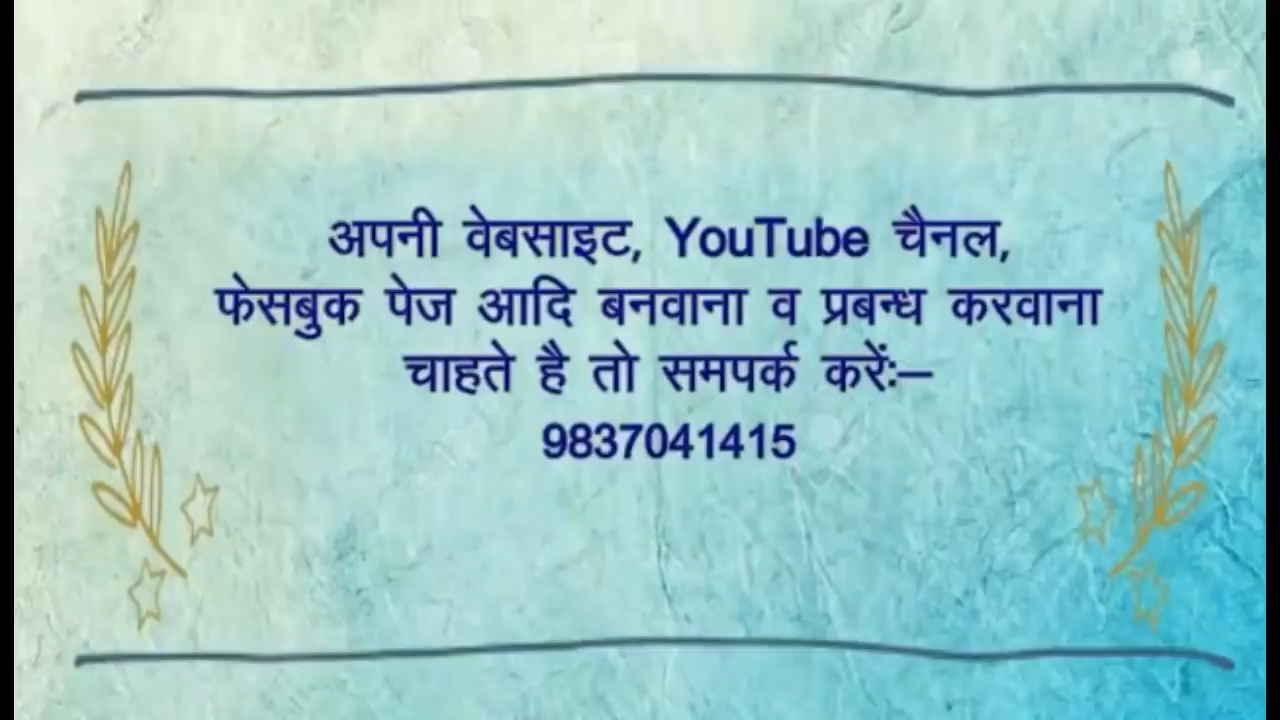 अपनी वेबसाइट, YouTube चैनल,
फेसबुक पेज आदि बनवाना व प्रबन्ध करवाना
चाहते है तो समपर्क करेंः–
9837041415